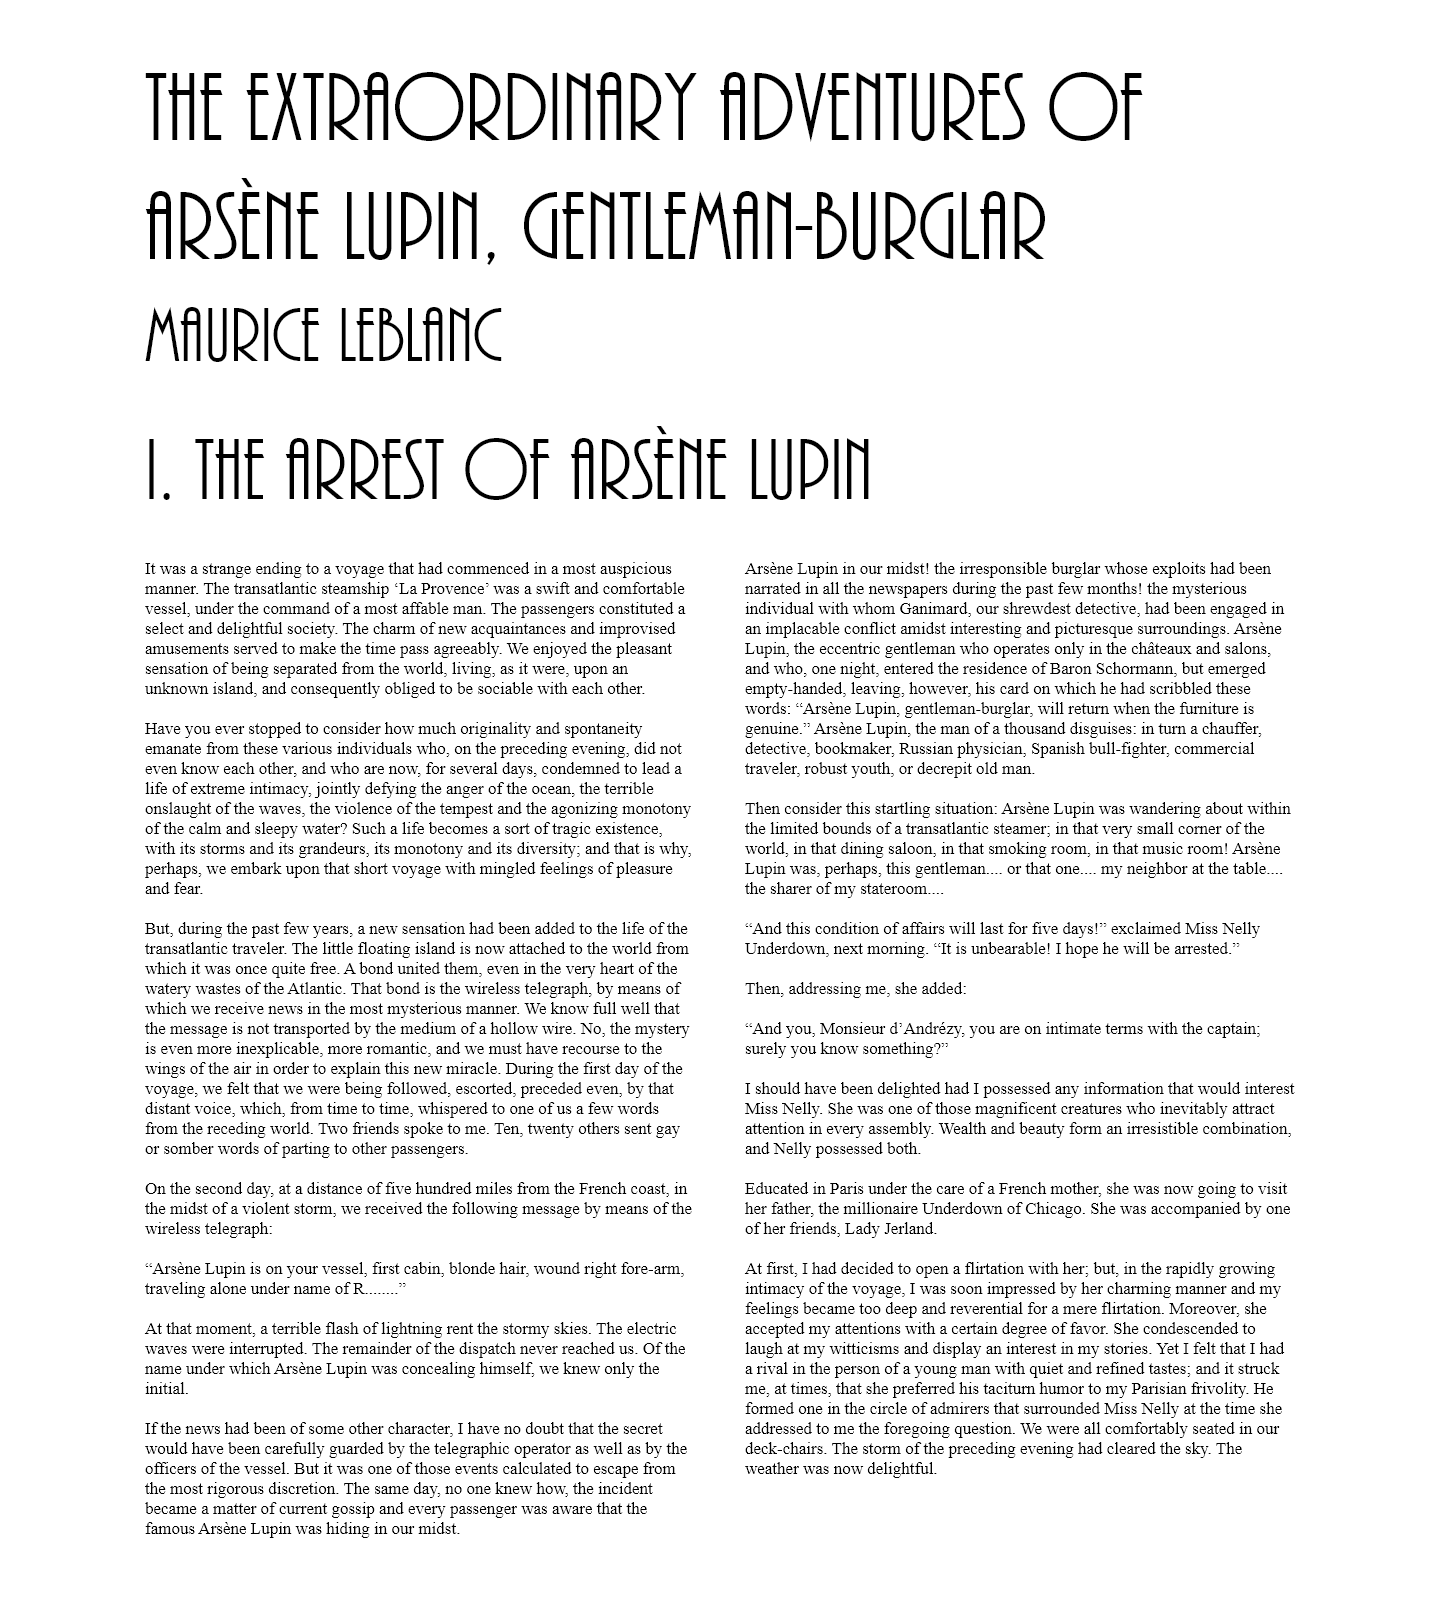 THE EXTRAORDINARY ADVENTURES OF
ARSÈNE LUPIN, GENTLEMAN-BURGLAR
MAURICE LEBLANC
I. THE ARREST OF ARSÈNE LUPIN
It was a strange ending to a voyage that had commenced in a most auspicious
manner. The transatlantic steamship ‘La Provence’ was a swift and comfortable
vessel, under the command of a most affable man. The passengers constituted a
select and delightful society. The charm of new acquaintances and improvised
amusements served to make the time pass agreeably. We enjoyed the pleasant
sensation of being separated from the world, living, as it were, upon an
unknown island, and consequently obliged to be sociable with each other.
Have you ever stopped to consider how much originality and spontaneity
emanate from these various individuals who, on the preceding evening, did not
even know each other, and who are now, for several days, condemned to lead a
life of extreme intimacy, jointly defying the anger of the ocean, the terrible
onslaught of the waves, the violence of the tempest and the agonizing monotony
of the calm and sleepy water? Such a life becomes a sort of tragic existence,
with its storms and its grandeurs, its monotony and its diversity; and that is why,
perhaps, we embark upon that short voyage with mingled feelings of pleasure
and fear.
But, during the past few years, a new sensation had been added to the life of the
transatlantic traveler. The little floating island is now attached to the world from
which it was once quite free. A bond united them, even in the very heart of the
watery wastes of the Atlantic. That bond is the wireless telegraph, by means of
which we receive news in the most mysterious manner. We know full well that
the message is not transported by the medium of a hollow wire. No, the mystery
is even more inexplicable, more romantic, and we must have recourse to the
wings of the air in order to explain this new miracle. During the first day of the
voyage, we felt that we were being followed, escorted, preceded even, by that
distant voice, which, from time to time, whispered to one of us a few words
from the receding world. Two friends spoke to me. Ten, twenty others sent gay
or somber words of parting to other passengers.
On the second day, at a distance of five hundred miles from the French coast, in
the midst of a violent storm, we received the following message by means of the
wireless telegraph:
“Arsène Lupin is on your vessel, first cabin, blonde hair, wound right fore-arm,
traveling alone under name of R........”
At that moment, a terrible flash of lightning rent the stormy skies. The electric
waves were interrupted. The remainder of the dispatch never reached us. Of the
name under which Arsène Lupin was concealing himself, we knew only the
initial.
If the news had been of some other character, I have no doubt that the secret
would have been carefully guarded by the telegraphic operator as well as by the
officers of the vessel. But it was one of those events calculated to escape from
the most rigorous discretion. The same day, no one knew how, the incident
became a matter of current gossip and every passenger was aware that the
famous Arsène Lupin was hiding in our midst.
Arsène Lupin in our midst! the irresponsible burglar whose exploits had been
narrated in all the newspapers during the past few months! the mysterious
individual with whom Ganimard, our shrewdest detective, had been engaged in
an implacable conflict amidst interesting and picturesque surroundings. Arsène
Lupin, the eccentric gentleman who operates only in the châteaux and salons,
and who, one night, entered the residence of Baron Schormann, but emerged
empty-handed, leaving, however, his card on which he had scribbled these
words: “Arsène Lupin, gentleman-burglar, will return when the furniture is
genuine.” Arsène Lupin, the man of a thousand disguises: in turn a chauffer,
detective, bookmaker, Russian physician, Spanish bull-fighter, commercial
traveler, robust youth, or decrepit old man.
Then consider this startling situation: Arsène Lupin was wandering about within
the limited bounds of a transatlantic steamer; in that very small corner of the
world, in that dining saloon, in that smoking room, in that music room! Arsène
Lupin was, perhaps, this gentleman.... or that one.... my neighbor at the table....
the sharer of my stateroom....
“And this condition of affairs will last for five days!” exclaimed Miss Nelly
Underdown, next morning. “It is unbearable! I hope he will be arrested.”
Then, addressing me, she added:
“And you, Monsieur d’Andrézy, you are on intimate terms with the captain;
surely you know something?”
I should have been delighted had I possessed any information that would interest
Miss Nelly. She was one of those magnificent creatures who inevitably attract
attention in every assembly. Wealth and beauty form an irresistible combination,
and Nelly possessed both.
Educated in Paris under the care of a French mother, she was now going to visit
her father, the millionaire Underdown of Chicago. She was accompanied by one
of her friends, Lady Jerland.
At first, I had decided to open a flirtation with her; but, in the rapidly growing
intimacy of the voyage, I was soon impressed by her charming manner and my
feelings became too deep and reverential for a mere flirtation. Moreover, she
accepted my attentions with a certain degree of favor. She condescended to
laugh at my witticisms and display an interest in my stories. Yet I felt that I had
a rival in the person of a young man with quiet and refined tastes; and it struck
me, at times, that she preferred his taciturn humor to my Parisian frivolity. He
formed one in the circle of admirers that surrounded Miss Nelly at the time she
addressed to me the foregoing question. We were all comfortably seated in our
deck-chairs. The storm of the preceding evening had cleared the sky. The
weather was now delightful.